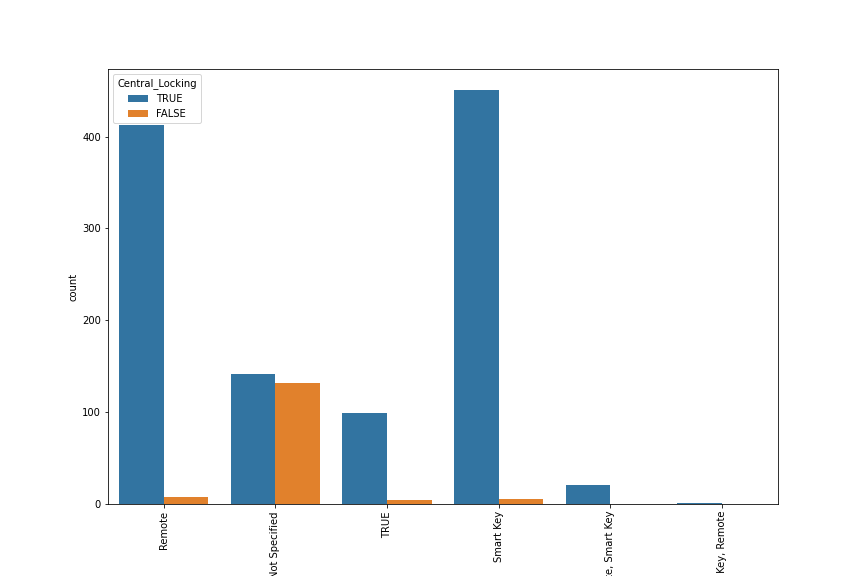 Central_Locking
TRUE
FALSE
400
300
200
100
0
count
Remote
Not Specified
TRUE
Smart Key
Smart Key
Key, Remote